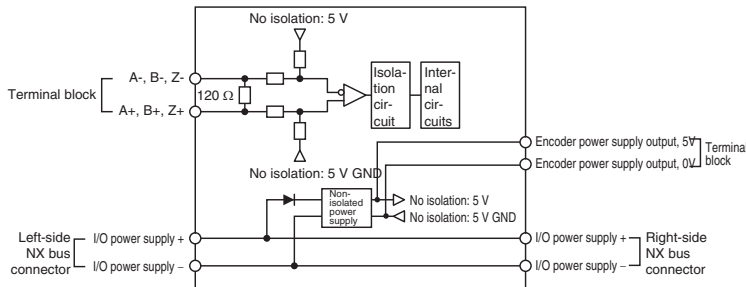 No isolation: 5 V
A-, B-, Z-
Terminal block
120 Ω
A+, B+, Z+
Isola-
tion
cir-
cuit
Inter-
nal
cir-
cuits
No isolation: 5 V GND
Encoder power supply output, 5V
Encoder power supply output, 0V
Terminal
block
Non-
isolated
power
supply
No isolation: 5 V
No isolation: 5 V GND
Left-side
NX bus
connector
I/O power supply +
I/O power supply −
I/O power supply +
I/O power supply −
Right-side
NX bus
connector